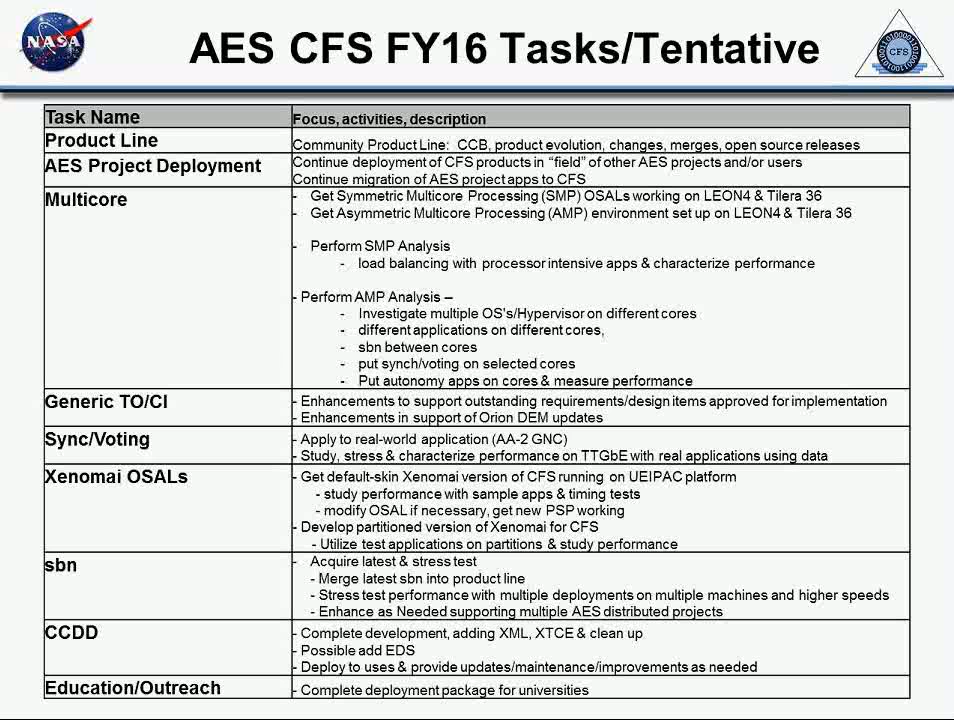 NASA
AES CFS FY16 Tasks/Tentative
CFS
Task Name
Focus, activities, description
Product Line
Community Product Line: CCB, product evolution, changes, merges, open source releases
AES Project Deployment
Continue deployment of CFS products in “field” of other AES projects and/or users
Continue migration of AES project apps to CFS
Multicore
- Get Symmetric Multicore Processing (SMP) OSALs working on LEON4 & Tilera 36
- Get Asymmetric Multicore Processing (AMP) environment set up on LEON4 & Tilera 36
- Perform SMP Analysis
- load balancing with processor intensive apps & characterize performance
- Perform AMP Analysis –
- Investigate multiple OS's/Hypervisor on different cores
- different applications on different cores,
- sbn between cores
- put synch/voting on selected cores
- Put autonomy apps on cores & measure performance
Generic TO/CI
- Enhancements to support outstanding requirements/design items approved for implementation
- Enhancements in support of Orion DEM updates
Sync/Voting
- Apply to real-world application (AA-2 GNC)
- Study, stress & characterize performance on TTGbE with real applications using data
Xenomai OSALs
- Get default-skin Xenomai version of CFS running on UEIPAC platform
- study performance with sample apps & timing tests
- modify OSAL if necessary, get new PSP working
- Develop partitioned version of Xenomai for CFS
- Utilize test applications on partitions & study performance
sbn
- Acquire latest & stress test
- Merge latest sbn into product line
- Stress test performance with multiple deployments on multiple machines and higher speeds
- Enhance as Needed supporting multiple AES distributed projects
CCDD
- Complete development, adding XML, XTCE & clean up
- Possible add EDS
- Deploy to uses & provide updates/maintenance/improvements as needed
Education/Outreach
- Complete deployment package for universities